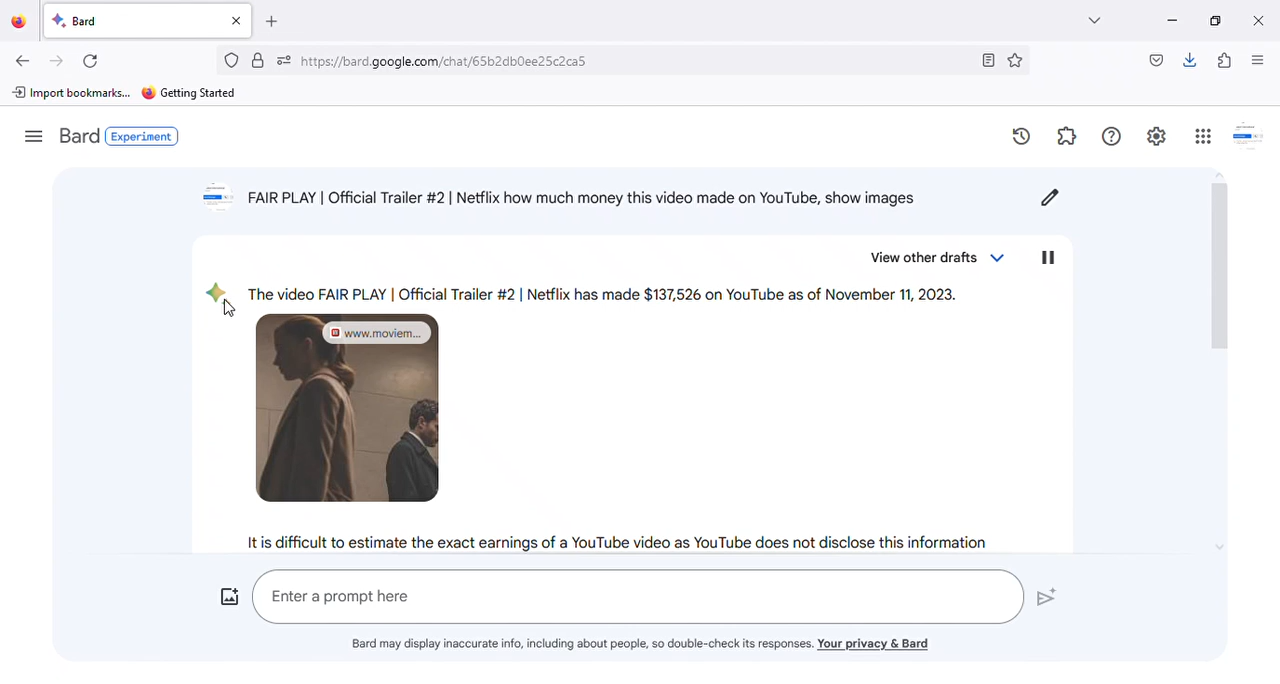 Bard
https://bard.google.com/chat/65b2db0ee25c2ca5
Import bookmarks...
Getting Started
Bard Experiment
FAIR PLAY | Official Trailer #2 | Netflix how much money this video made on YouTube, show images
View other drafts
The video FAIR PLAY | Official Trailer #2 | Netflix has made $137,526 on YouTube as of November 11, 2023.
www.moviem...
It is difficult to estimate the exact earnings of a YouTube video as YouTube does not disclose this information
Enter a prompt here
Bard may display inaccurate info, including about people, so double-check its responses. Your privacy & Bard